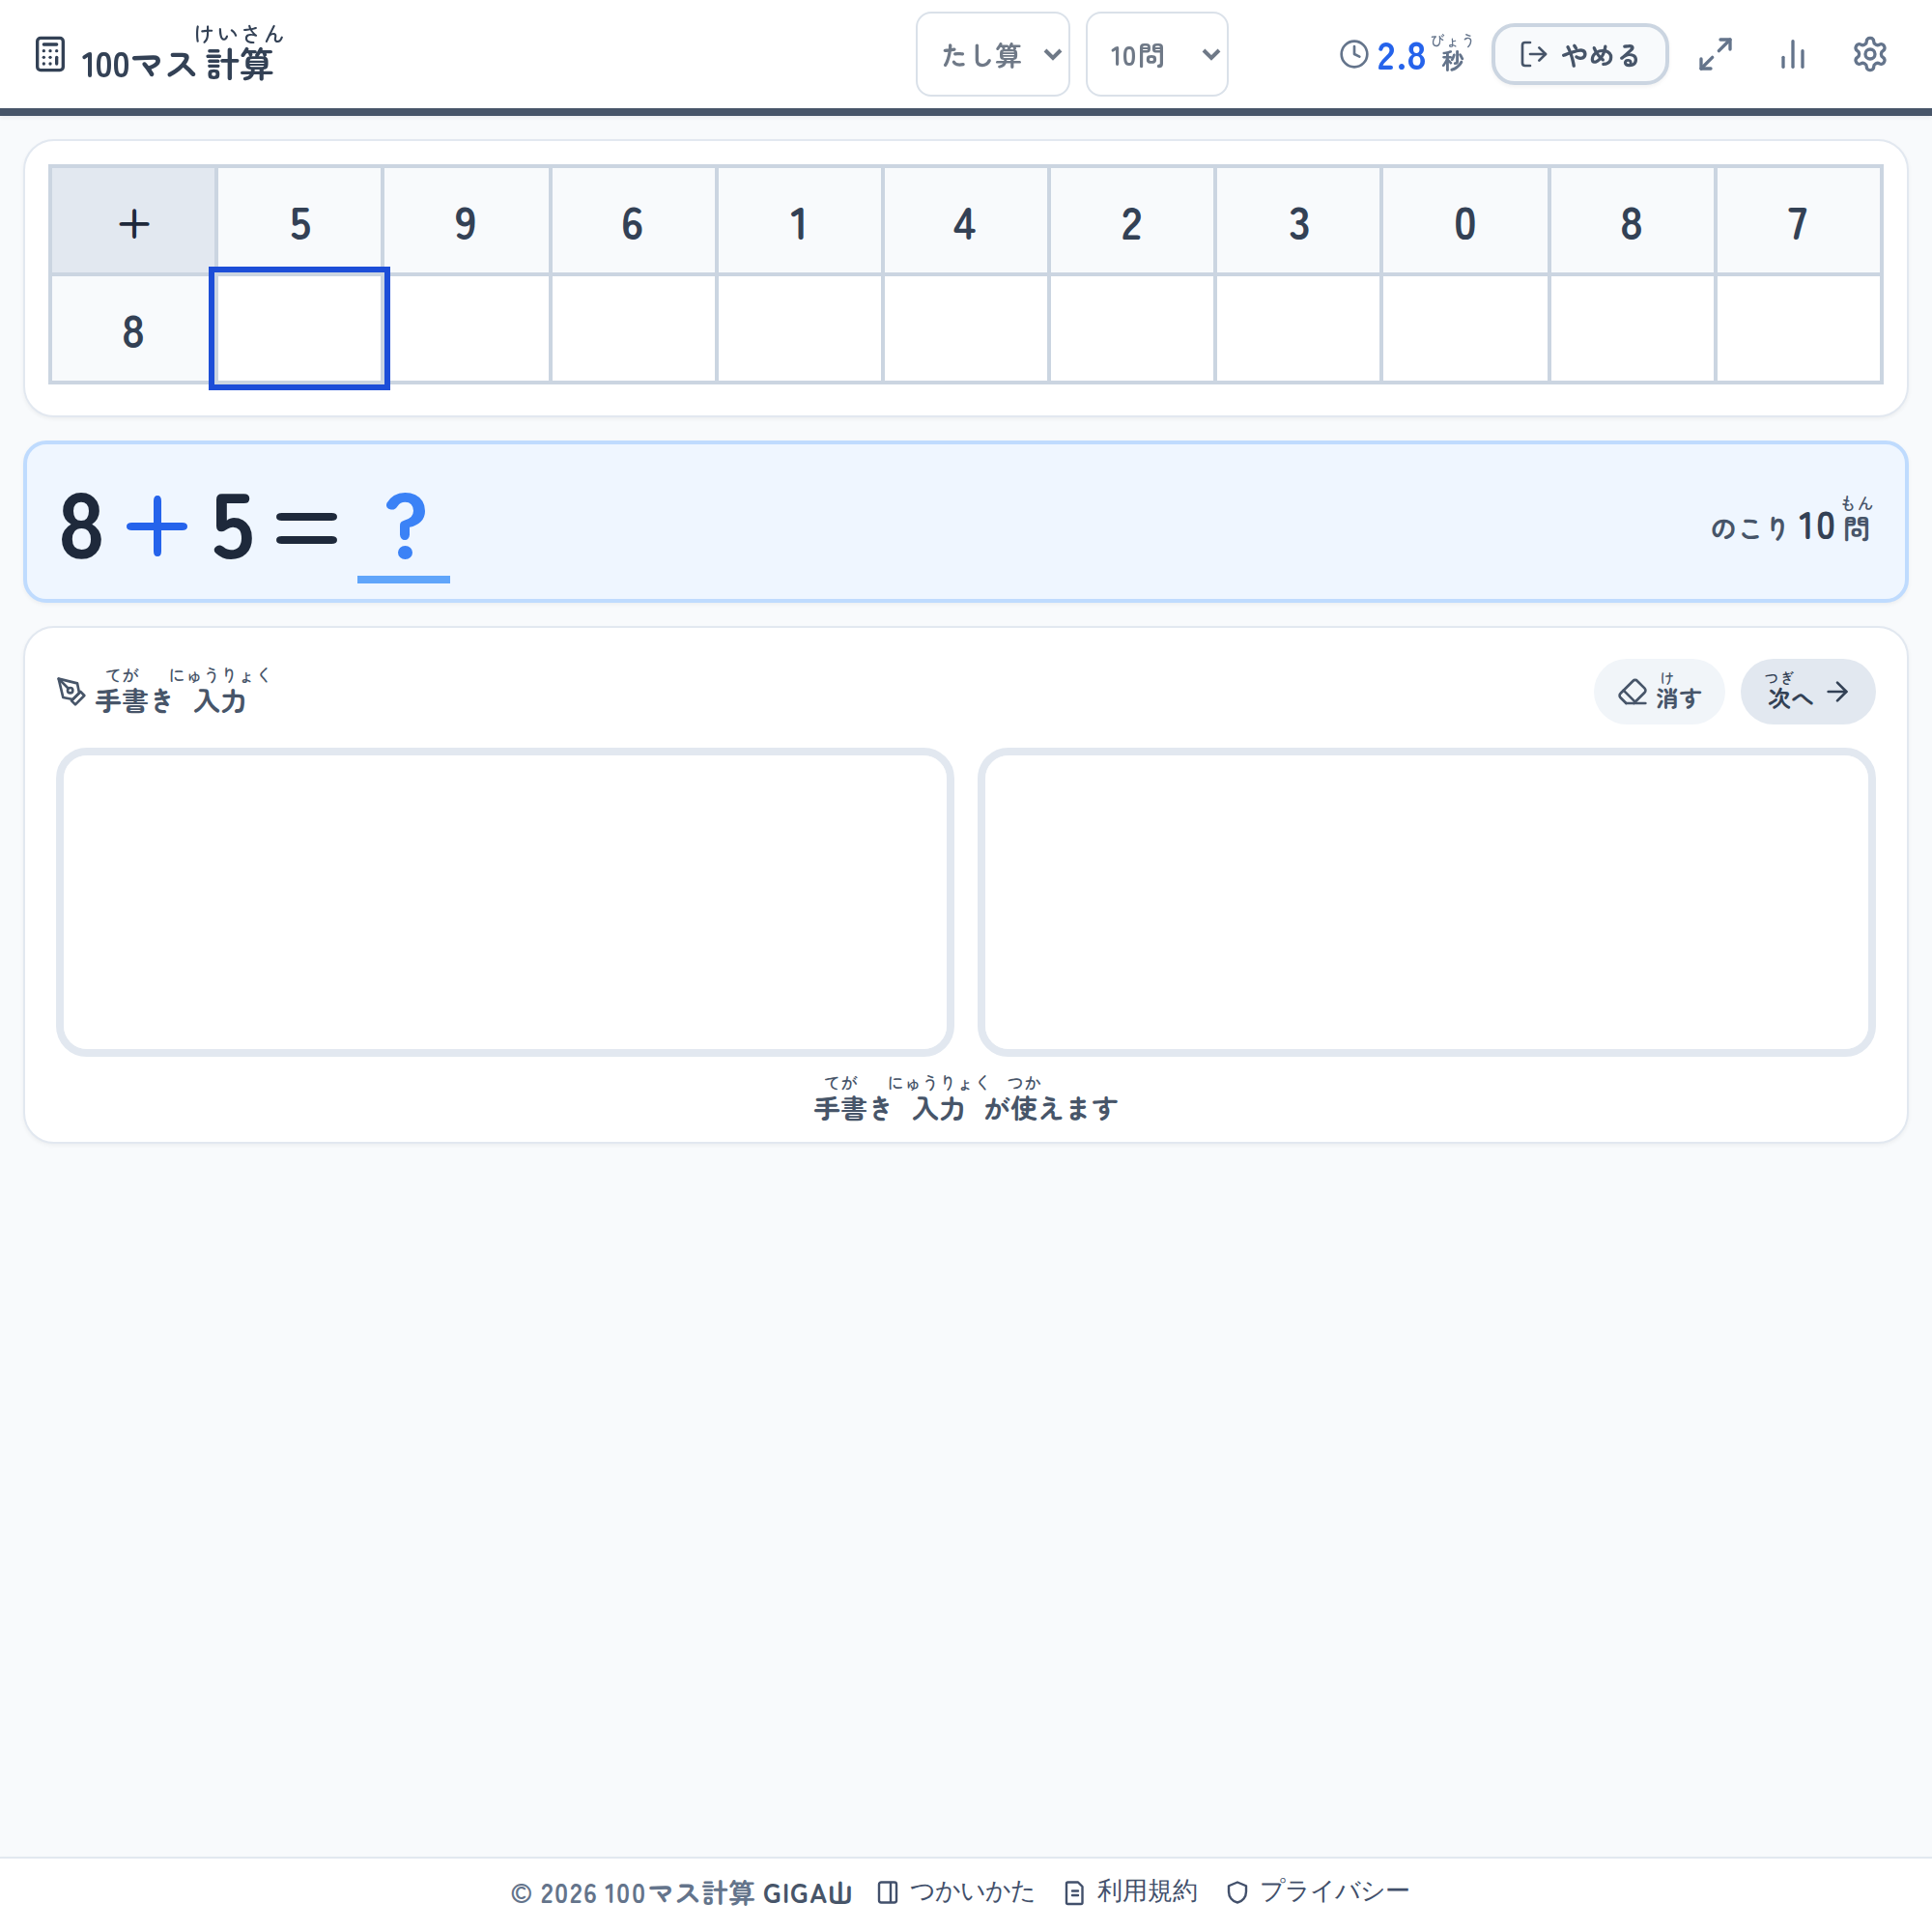 けいさん
100マス 計算
たし算
10問
2.8 秒
びょう
やめる
+ 5 9 6 1 4 2 3 0 8 7
8
8 + 5 = ?
もん
のこり 10 問
てが にゅうりょく
手書き 入力
け
消す
つぎ
次へ
てが にゅうりょく つか
手書き 入力 が使えます
© 2026 100マス計算 GIGA山 つかいかた 利用規約 プライバシー